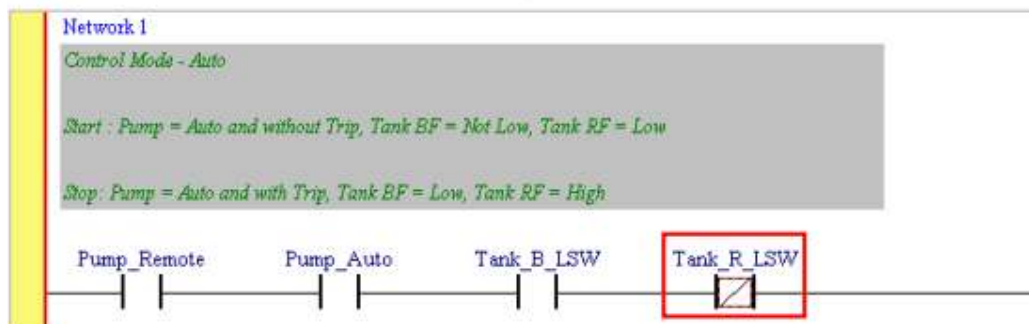 Network 1
Control Mode - Auto
Start : Pump = Auto and without Trip, Tank BF = Not Low, Tank RF = Low
Stop: Pump = Auto and with Trip, Tank BF = Low, Tank RF = High
Pump_Remote Pump_Auto Tank_B_LSW Tank_R_LSW